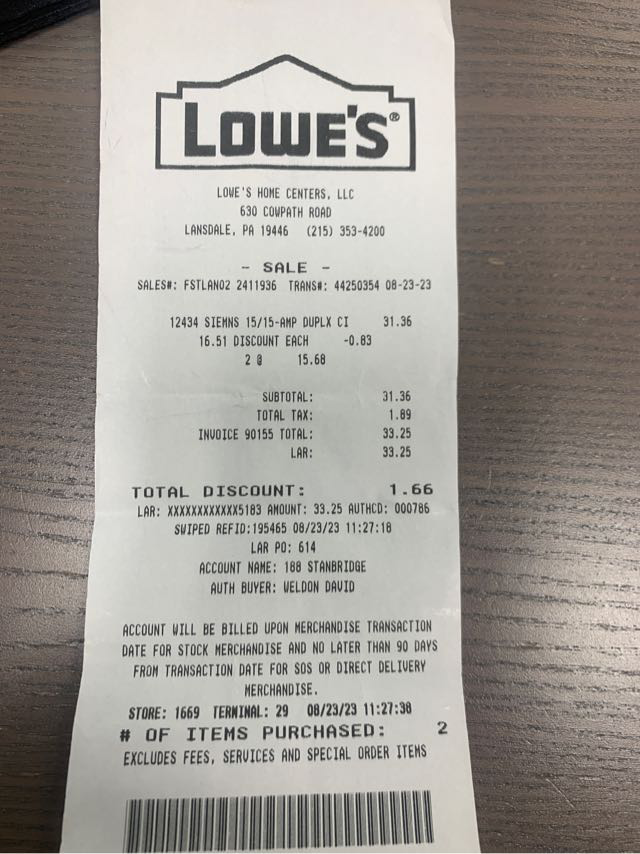 LOWE'S®
LOWE'S HOME CENTERS, LLC
630 COWPATH ROAD
LANSDALE, PA 19446 (215) 353-4200
- SALE -
SALES#: FSTLAN02 2411936 TRANS#: 44250354 08-23-23
12434 SIEMNS 15/15-AMP DUPLX CI 31.36
16.51 DISCOUNT EACH -0.83
2 @ 15.68
SUBTOTAL: 31.36
TOTAL TAX: 1.89
INVOICE 90155 TOTAL: 33.25
LAR: 33.25
TOTAL DISCOUNT: 1.66
LAR: XXXXXXXXXXXX5183 AMOUNT: 33.25 AUTHCD: 000786
SWIPED REFID:195465 08/23/23 11:27:18
LAR PO: 614
ACCOUNT NAME: 188 STANBRIDGE
AUTH BUYER: WELDON DAVID
ACCOUNT WILL BE BILLED UPON MERCHANDISE TRANSACTION
DATE FOR STOCK MERCHANDISE AND NO LATER THAN 90 DAYS
FROM TRANSACTION DATE FOR SOS OR DIRECT DELIVERY
MERCHANDISE.
STORE: 1669 TERMINAL: 29 08/23/23 11:27:38
# OF ITEMS PURCHASED: 2
EXCLUDES FEES, SERVICES AND SPECIAL ORDER ITEMS